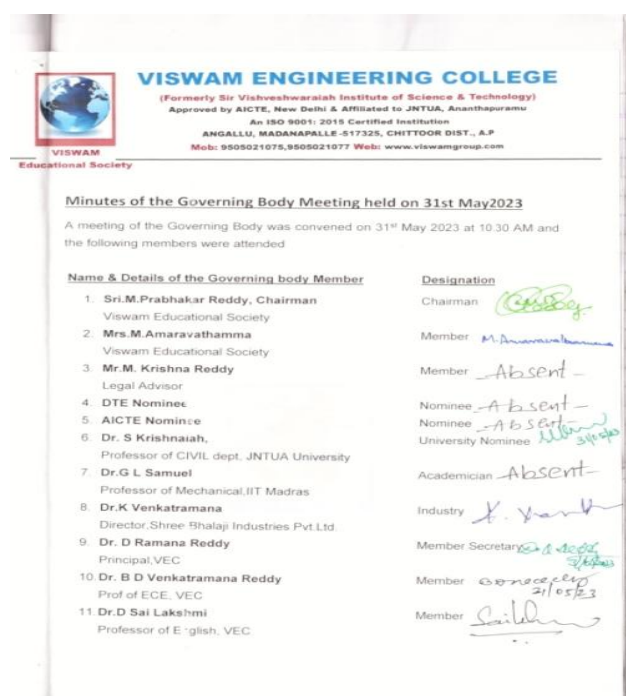 VISWAM ENGINEERING COLLEGE
(Formerly Sir Vishveshwaraiah Institute of Science & Technology)
Approved by AICTE, New Delhi & Affiliated to JNTUA, Ananthapuramu
An ISO 9001: 2015 Certified Institution
ANGALLU, MADANAPALLE-517325, CHITTOOR DIST., A.P
Mob: 9505021075,9505021077 Web: www.viswamgroup.com
VISWAM
Educational Society
Minutes of the Governing Body Meeting held on 31st May2023
A meeting of the Governing Body was convened on 31st May 2023 at 10.30 AM and
the following members were attended
Name & Details of the Governing body Member Designation
1. Sri.M.Prabhakar Reddy, Chairman Chairman
Viswam Educational Society
2. Mrs.M.Amaravathamma Member M.Amaravathamma
Viswam Educational Society
3. Mr.M. Krishna Reddy Member Absent
Legal Advisor
4. DTE Nominee Nominee Absent
5. AICTE Nominee Nominee Absent
6. Dr. S Krishnaiah, University Nominee 31/05/23
Professor of CIVIL dept, JNTUA University
7. Dr.G L Samuel Academician Absent
Professor of Mechanical,IIT Madras
8. Dr.K Venkatramana Industry
Director,Shree Bhalaji Industries Pvt.Ltd.
9. Dr. D Ramana Reddy Member Secretary
Principal,VEC
10. Dr. B D Venkatramana Reddy Member
Prof of ECE, VEC
11. Dr.D Sai Lakshmi Member
Professor of English, VEC